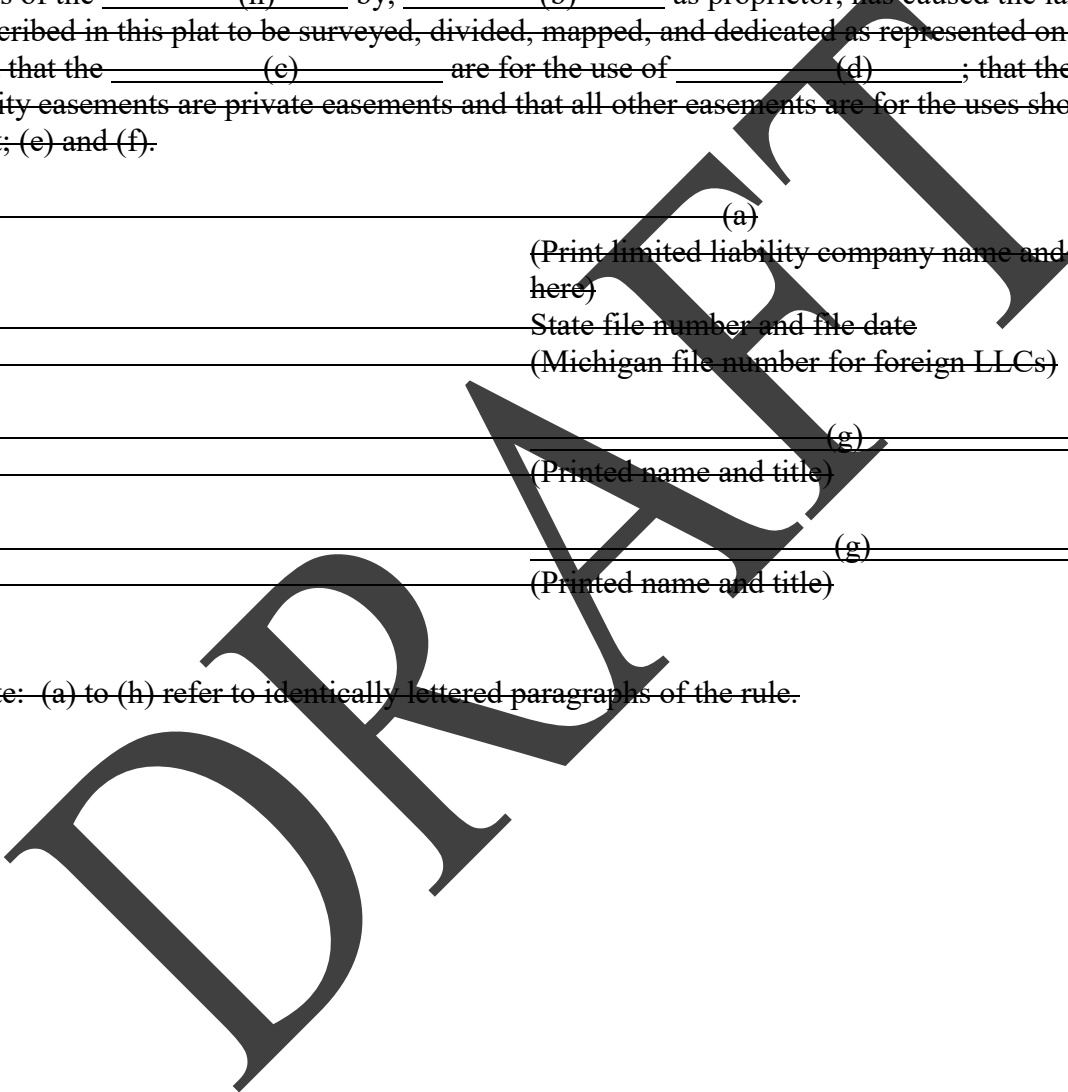 of the (h) by, (b) as proprietor, has caused the
in this plat to be surveyed, divided, mapped, and dedicated as represented on
that the (c) are for the use of (d) ; that the
easements are private easements and that all other easements are for the uses
; (e) and (f).
(a)
(Print limited liability company name and
here)
State file number and file date
(Michigan file number for foreign LLCs)
(g)
(Printed name and title)
(g)
(Printed name and title)
(a) to (h) refer to identically lettered paragraphs of the rule.
DRAFT